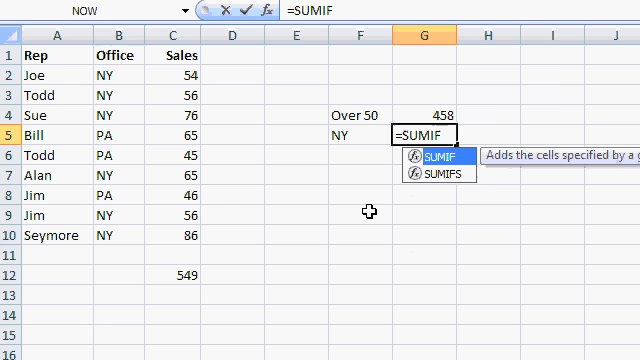 NOW =SUMIF
A B C D E F G H I J
1 Rep Office Sales
2 Joe NY 54
3 Todd NY 56
4 Sue NY 76 Over 50 458
5 Bill PA 65 NY =SUMIF
6 Todd PA 45 SUMIF Adds the cells specified by a g
7 Alan NY 65 SUMIFS
8 Jim PA 46
9 Jim NY 56
10 Seymore NY 86
11
12 549
13
14
15
16